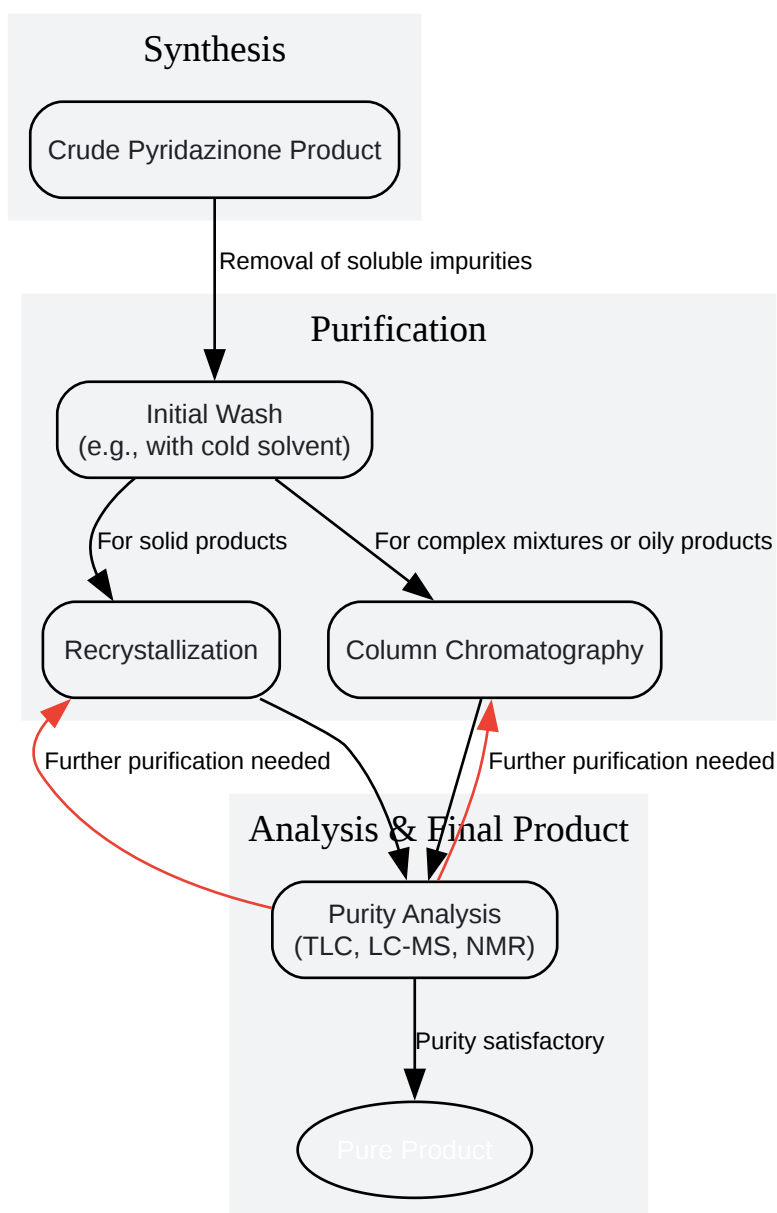 Synthesis
Crude Pyridazinone Product
Removal of soluble impurities
Purification
Initial Wash
(e.g., with cold solvent)
For solid products
For complex mixtures or oily products
Recrystallization
Column Chromatography
Further purification needed
Further purification needed
Analysis & Final Product
Purity Analysis
(TLC, LC-MS, NMR)
Purity satisfactory
Pure Product